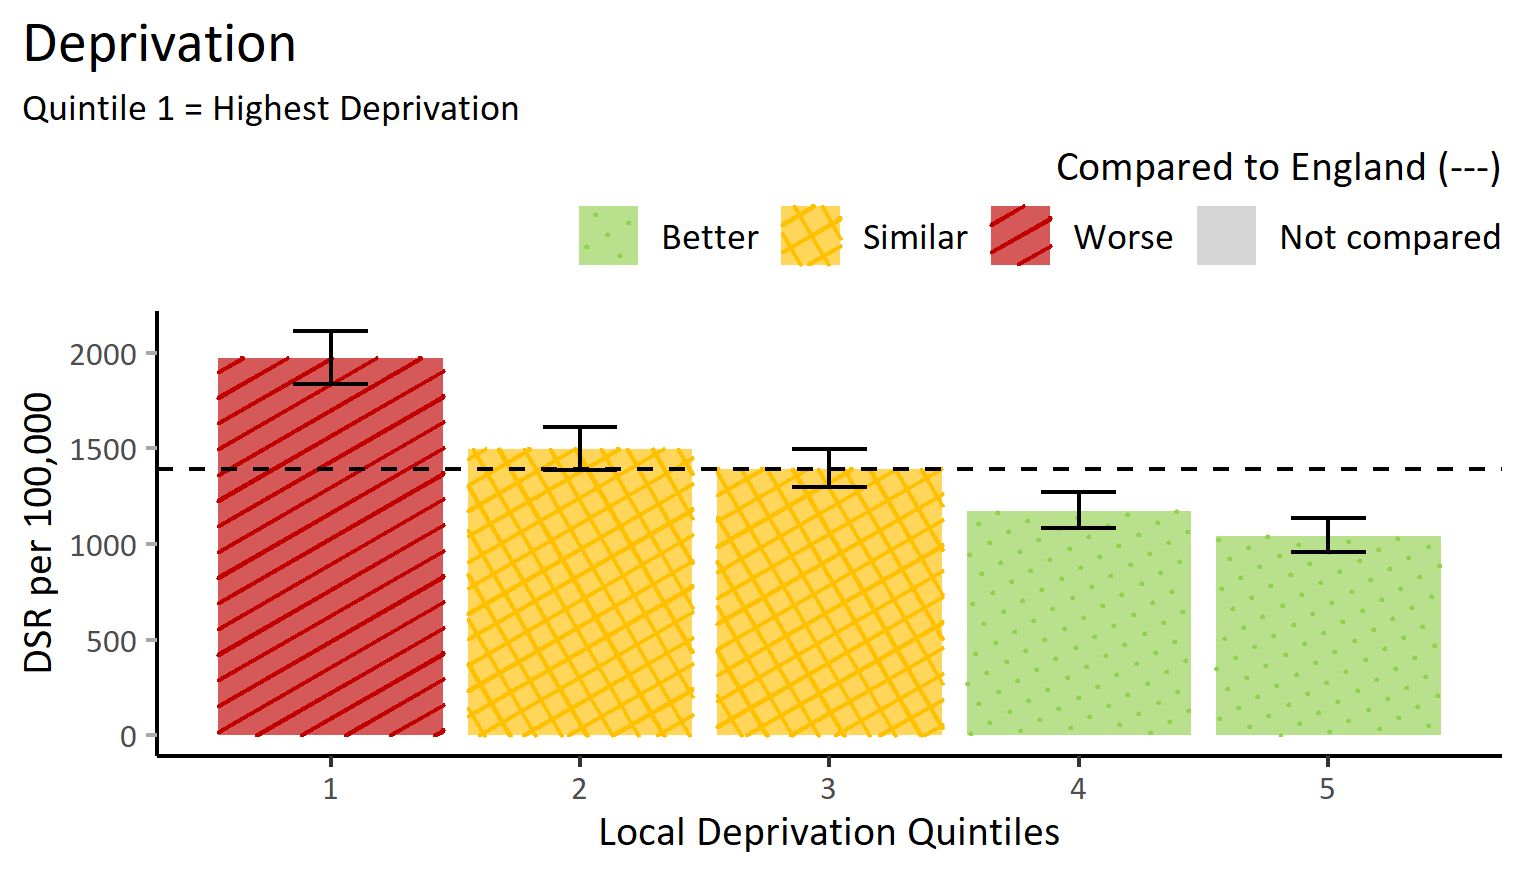 Deprivation
Quintile 1 = Highest Deprivation
Compared to England (---)
Better Similar Worse Not compared
DSR per 100,000
2000
1500
1000
500
0
1 2 3 4 5
Local Deprivation Quintiles